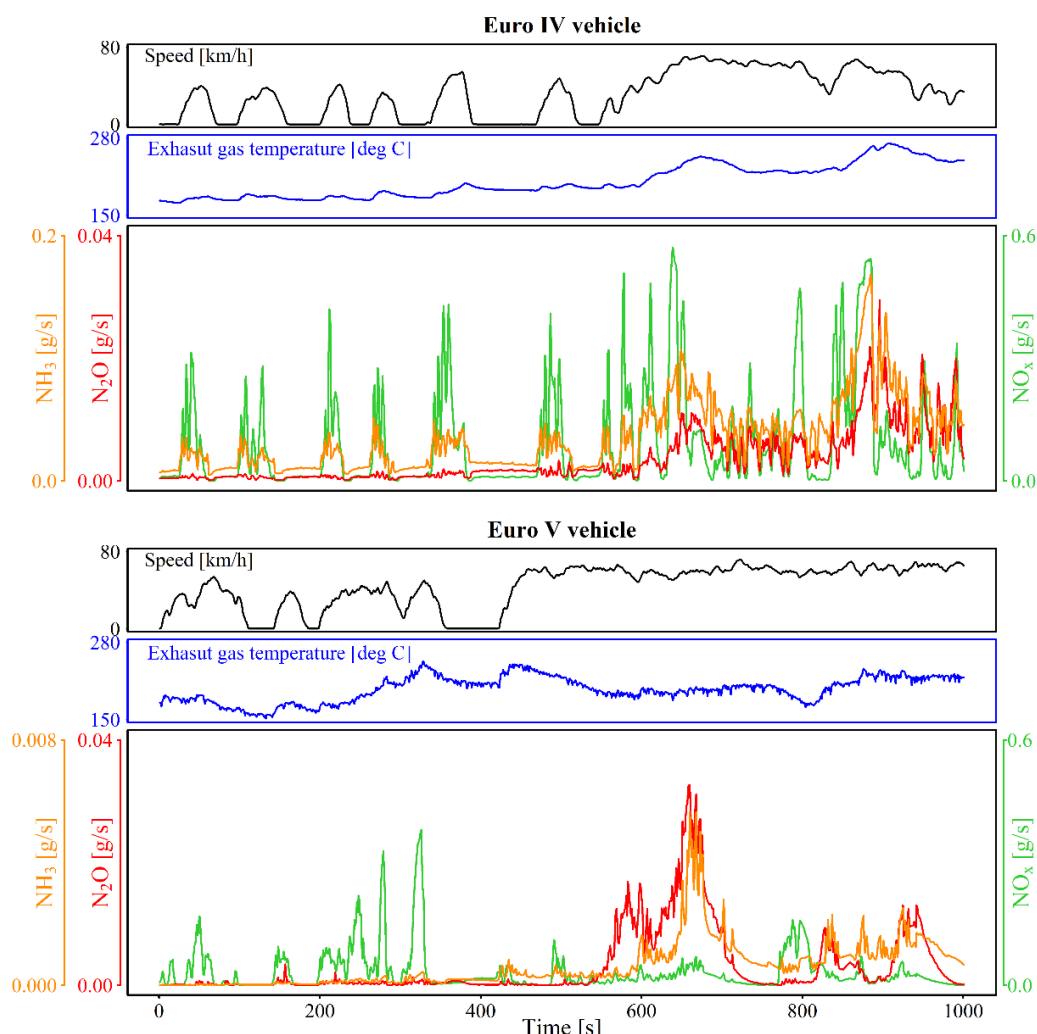 Euro IV vehicle
80
Speed [km/h]
0
280
Exhasut gas temperature [deg C]
150
0.2
0.04
0.6
NH3 [g/s]
N2O [g/s]
NOx [g/s]
0.0
0.00
0.0
Euro V vehicle
80
Speed [km/h]
0
280
Exhasut gas temperature [deg C]
150
0.008
0.04
0.6
NH3 [g/s]
N2O [g/s]
NOx [g/s]
0.000
0.00
0.0
0 200 400 600 800 1000
Time [s]